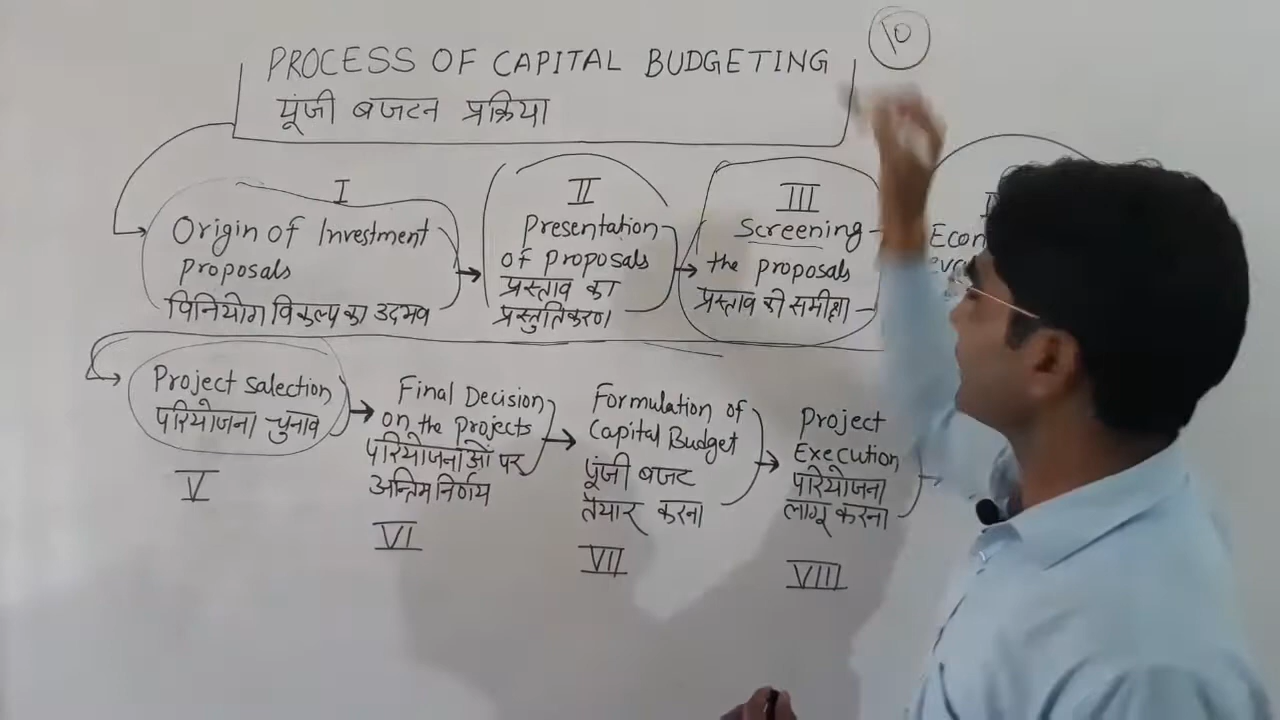 PROCESS OF CAPITAL BUDGETING
पूंजी बजटन प्रक्रिया
10
I
Origin of Investment
proposals
विनियोग विकल्प का उदभव
II
Presentation
of proposals
प्रस्ताव का
प्रस्तुतिकरण
III
Screening
the proposals
प्रस्ताव की समीक्षा
Project Salection
परियोजना चुनाव
V
Final Decision
on the projects
परियोजनाओं पर
अन्तिम निर्णय
VI
Formulation of
Capital Budget
पूंजी बजट
तैयार करना
VII
Project
Execution
परियोजना
लागू करना
VIII